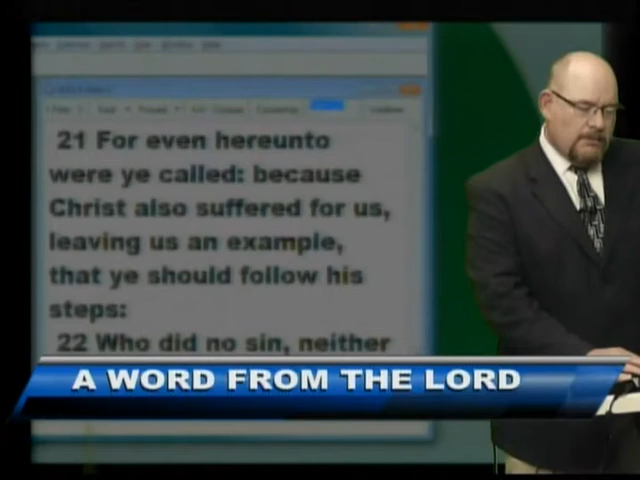 21 For even hereunto
were ye called: because
Christ also suffered for us,
leaving us an example,
that ye should follow his
steps:
22 Who did no sin, neither
A WORD FROM THE LORD